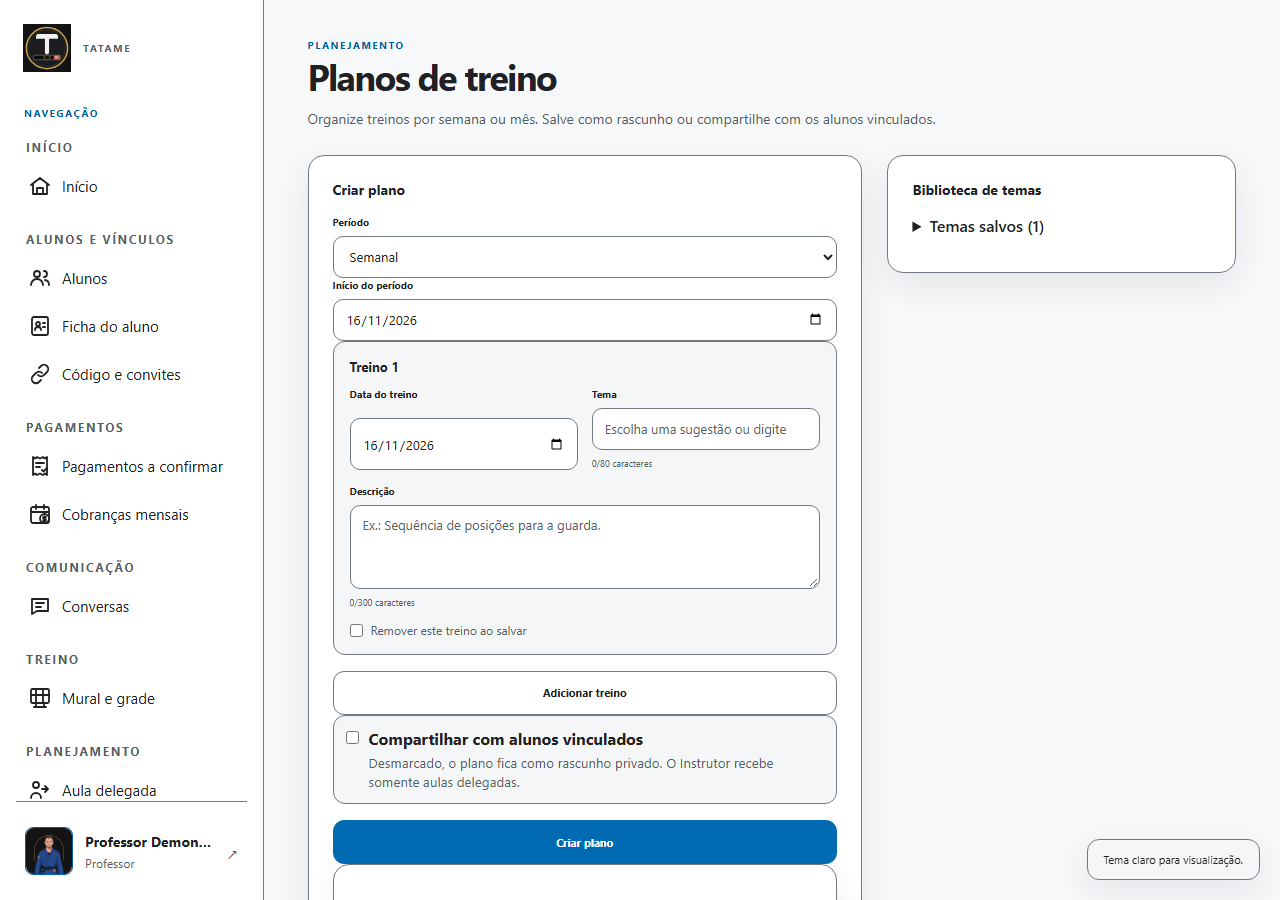 T
TATAME
NAVEGAÇÃO
INÍCIO
Início
ALUNOS E VÍNCULOS
Alunos
Ficha do aluno
Código e convites
PAGAMENTOS
Pagamentos a confirmar
Cobranças mensais
COMUNICAÇÃO
Conversas
TREINO
Mural e grade
PLANEJAMENTO
Aula delegada
Professor Demon...
Professor
PLANEJAMENTO
Planos de treino
Organize treinos por semana ou mês. Salve como rascunho ou compartilhe com os alunos vinculados.
Criar plano
Período
Semanal
Início do período
16/11/2026
Treino 1
Data do treino
16/11/2026
Tema
Escolha uma sugestão ou digite
0/80 caracteres
Descrição
Ex.: Sequência de posições para a guarda.
0/300 caracteres
Remover este treino ao salvar
Adicionar treino
Compartilhar com alunos vinculados
Desmarcado, o plano fica como rascunho privado. O Instrutor recebe
somente aulas delegadas.
Criar plano
Biblioteca de temas
Temas salvos (1)
Tema claro para visualização.